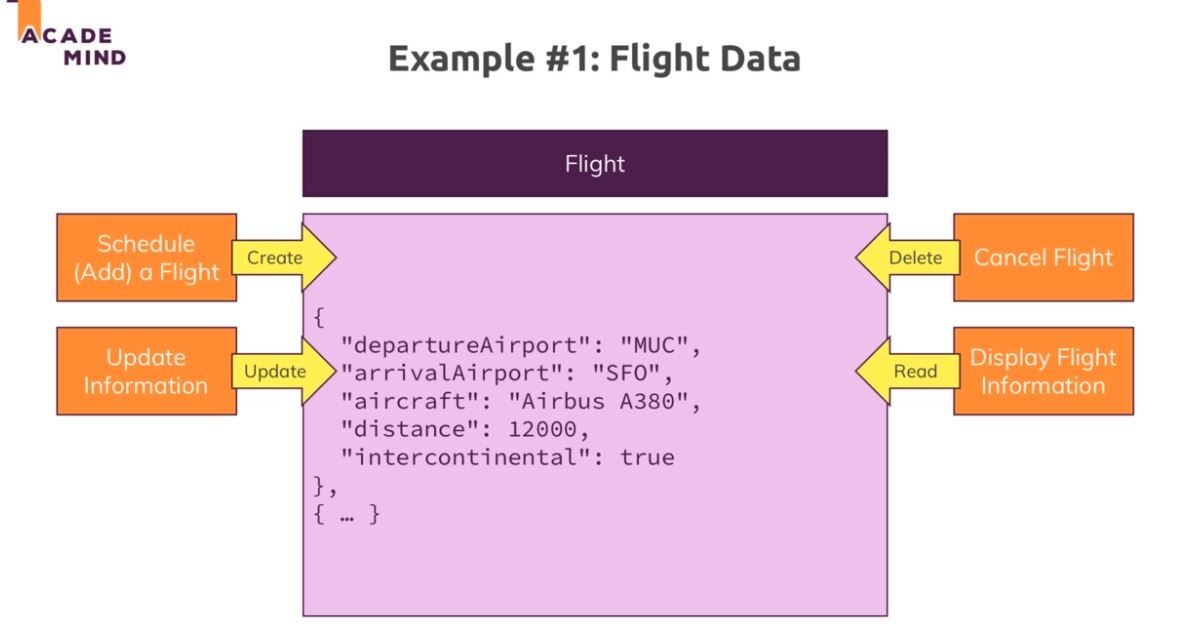 ACADE
MIND
Example #1: Flight Data
Flight
Schedule
(Add) a Flight
Create
Update
Information
Update
{
"departureAirport": "MUC",
"arrivalAirport": "SFO",
"aircraft": "Airbus A380",
"distance": 12000,
"intercontinental": true
},
{ … }
Delete
Cancel Flight
Read
Display Flight
Information